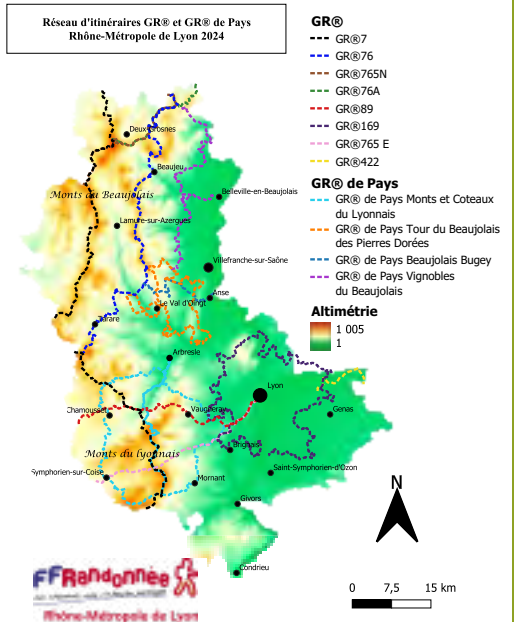 Réseau d'itinéraires GR® et GR® de Pays
Rhône-Métropole de Lyon 2024
GR®
GR®7
GR®76
GR®765N
GR®76A
GR®89
GR®169
GR®765 E
GR®422
GR® de Pays
GR® de Pays Monts et Coteaux
du Lyonnais
GR® de Pays Tour du Beaujolais
des Pierres Dorées
GR® de Pays Beaujolais Bugey
GR® de Pays Vignobles
du Beaujolais
Altimétrie
1 005
1
Deux-Grosnes
Beaujeu
Monts du Beaujolais
Belleville-en-Beaujolais
Lamure-sur-Azergues
Villefranche-sur-Saône
Anse
Le Val d'Oingt
Tarare
Arbresle
Lyon
Chamousset
Vaugneray
Genas
Brignais
Monts du lyonnais
Symphorien-sur-Coise
Saint-Symphorien-d'Ozon
Mornant
Givors
Condrieu
N
0 7,5 15 km
FFRandonnée
Rhône-Métropole de Lyon